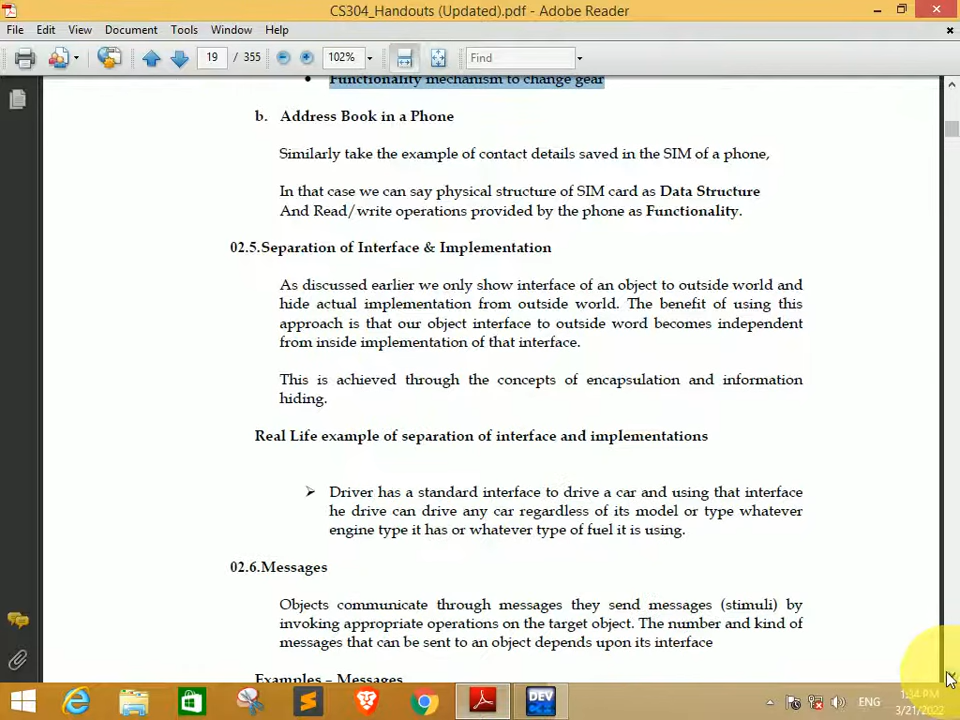 CS304_Handouts (Updated).pdf - Adobe Reader
File Edit View Document Tools Window Help
19 / 355 102% Find
• Functionality mechanism to change gear
b. Address Book in a Phone
Similarly take the example of contact details saved in the SIM of a phone,
In that case we can say physical structure of SIM card as Data Structure
And Read/write operations provided by the phone as Functionality.
02.5.Separation of Interface & Implementation
As discussed earlier we only show interface of an object to outside world and
hide actual implementation from outside world. The benefit of using this
approach is that our object interface to outside word becomes independent
from inside implementation of that interface.
This is achieved through the concepts of encapsulation and information
hiding.
Real Life example of separation of interface and implementations
➢ Driver has a standard interface to drive a car and using that interface
he drive can drive any car regardless of its model or type whatever
engine type it has or whatever type of fuel it is using.
02.6.Messages
Objects communicate through messages they send messages (stimuli) by
invoking appropriate operations on the target object. The number and kind of
messages that can be sent to an object depends upon its interface
Examples – Messages
DEV
ENG
1:34 PM
3/21/2022